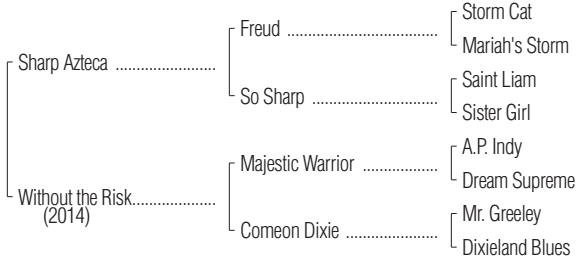 Storm Cat
Freud ....................................
Mariah's Storm
Sharp Azteca ........................
Saint Liam
So Sharp ..............................
Sister Girl
A.P. Indy
Majestic Warrior ..................
Dream Supreme
Without the Risk....................
(2014)
Mr. Greeley
Comeon Dixie ......................
Dixieland Blues